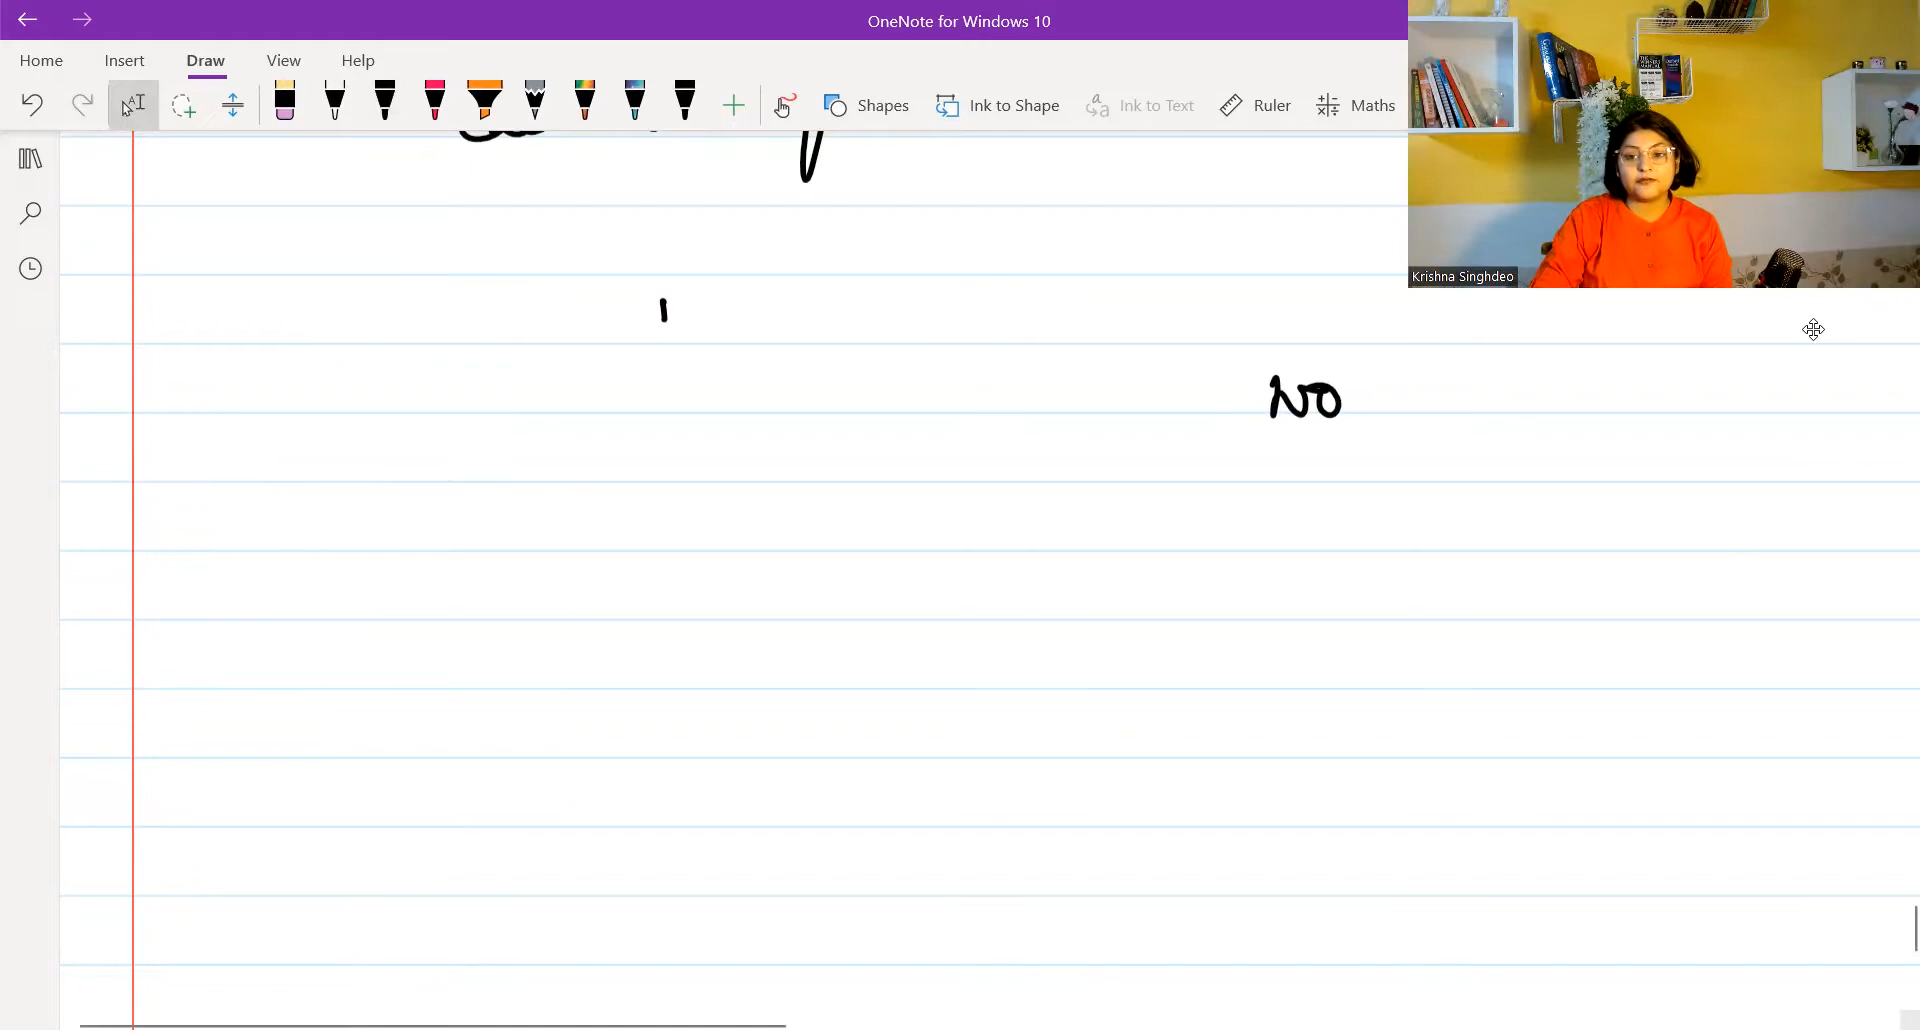 OneNote for Windows 10
Home Insert Draw View Help
Shapes Ink to Shape Ink to Text Ruler Maths
Krishna Singhdeo
NO